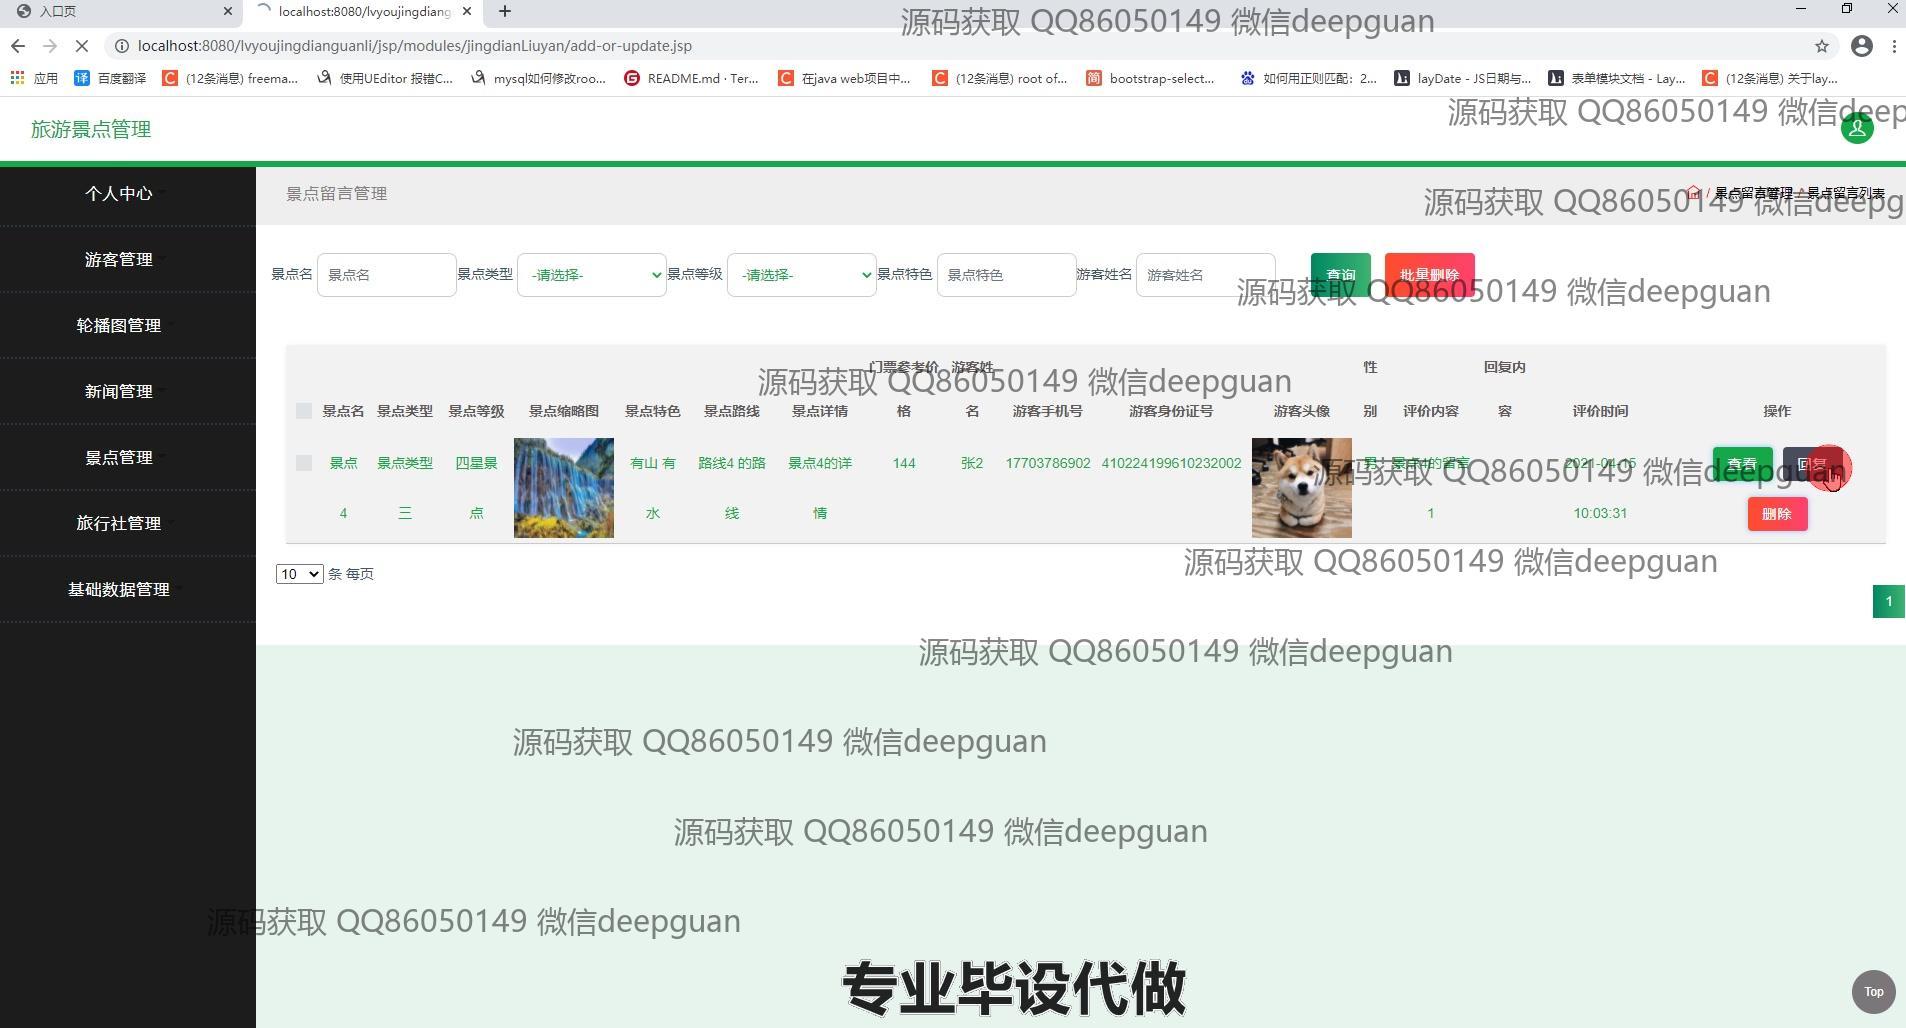 入口页
localhost:8080/lvyoujingdiang
localhost:8080/lvyoujingdianguanli/jsp/modules/jingdianLiuyan/add-or-update.jsp
应用 百度翻译 (12条消息) freema... 使用UEditor 报错C... mysql如何修改roo... README.md · Ter... 在java web项目中... (12条消息) root of... bootstrap-select... 如何用正则匹配：2... layDate - JS日期与... 表单模块文档 - Lay... (12条消息) 关于lay...
源码获取 QQ86050149 微信deepguan
源码获取 QQ86050149 微信deep
旅游景点管理
个人中心
游客管理
轮播图管理
新闻管理
景点管理
旅行社管理
基础数据管理
景点留言管理
/ 景点留言管理 / 景点留言列表
源码获取 QQ86050149 微信deepg
景点名 景点名 景点类型 -请选择- 景点等级 -请选择- 景点特色 景点特色 游客姓名 游客姓名 查询 批量删除
源码获取 QQ86050149 微信deepguan
门票参考价 游客姓 性 回复内
源码获取 QQ86050149 微信deepguan
景点名 景点类型 景点等级 景点缩略图 景点特色 景点路线 景点详情 格 名 游客手机号 游客身份证号 游客头像 别 评价内容 容 评价时间 操作
景点 景点类型 四星景 有山 有 路线4 的路 景点4的详 144 张2 17703786902 410224199610232002 男 景点4的留言 2021-04-15 查看 回复
源码获取 QQ86050149 微信deepguan
4 三 点 水 线 情 1 10:03:31 删除
源码获取 QQ86050149 微信deepguan
10 条 每页
1
源码获取 QQ86050149 微信deepguan
源码获取 QQ86050149 微信deepguan
源码获取 QQ86050149 微信deepguan
源码获取 QQ86050149 微信deepguan
专业毕设代做
Top